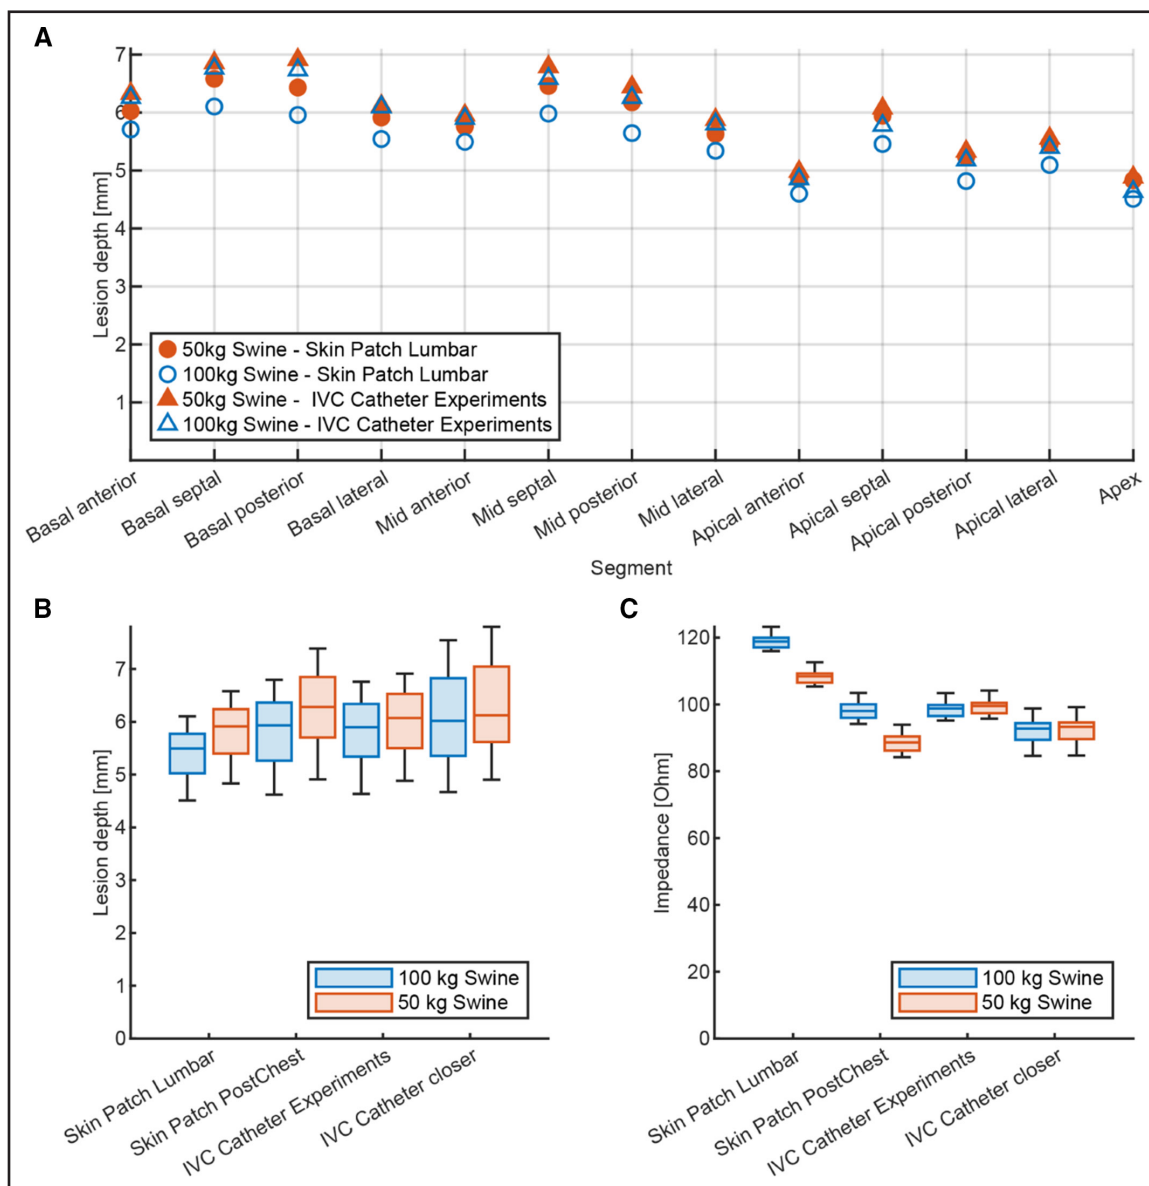 A
Lesion depth [mm]
7
6
5
4
3
2
1
50kg Swine - Skin Patch Lumbar
100kg Swine - Skin Patch Lumbar
50kg Swine -  IVC Catheter Experiments
100kg Swine - IVC Catheter Experiments
Basal anterior
Basal septal
Basal posterior
Basal lateral
Mid anterior
Mid septal
Mid posterior
Mid lateral
Apical anterior
Apical septal
Apical posterior
Apical lateral
Apex
Segment
B
Lesion depth [mm]
7
6
5
4
3
2
1
0
100 kg Swine
50 kg Swine
Skin Patch Lumbar
Skin Patch PostChest
IVC Catheter Experiments
IVC Catheter closer
C
Impedance [Ohm]
120
100
80
60
40
20
0
100 kg Swine
50 kg Swine
Skin Patch Lumbar
Skin Patch PostChest
IVC Catheter Experiments
IVC Catheter closer